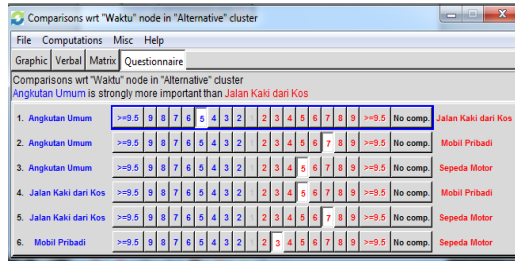 Comparisons wrt "Waktu" node in "Alternative" cluster
File Computations Misc Help
Graphic Verbal Matrix Questionnaire
Comparisons wrt "Waktu" node in "Alternative" cluster
Angkutan Umum is strongly more important than Jalan Kaki dari Kos
1. Angkutan Umum >=9.5 9 8 7 6 5 4 3 2 1 2 3 4 5 6 7 8 9 >=9.5 No comp. Jalan Kaki dari Kos
2. Angkutan Umum >=9.5 9 8 7 6 5 4 3 2 1 2 3 4 5 6 7 8 9 >=9.5 No comp. Mobil Pribadi
3. Angkutan Umum >=9.5 9 8 7 6 5 4 3 2 1 2 3 4 5 6 7 8 9 >=9.5 No comp. Sepeda Motor
4. Jalan Kaki dari Kos >=9.5 9 8 7 6 5 4 3 2 1 2 3 4 5 6 7 8 9 >=9.5 No comp. Mobil Pribadi
5. Jalan Kaki dari Kos >=9.5 9 8 7 6 5 4 3 2 1 2 3 4 5 6 7 8 9 >=9.5 No comp. Sepeda Motor
6. Mobil Pribadi >=9.5 9 8 7 6 5 4 3 2 1 2 3 4 5 6 7 8 9 >=9.5 No comp. Sepeda Motor